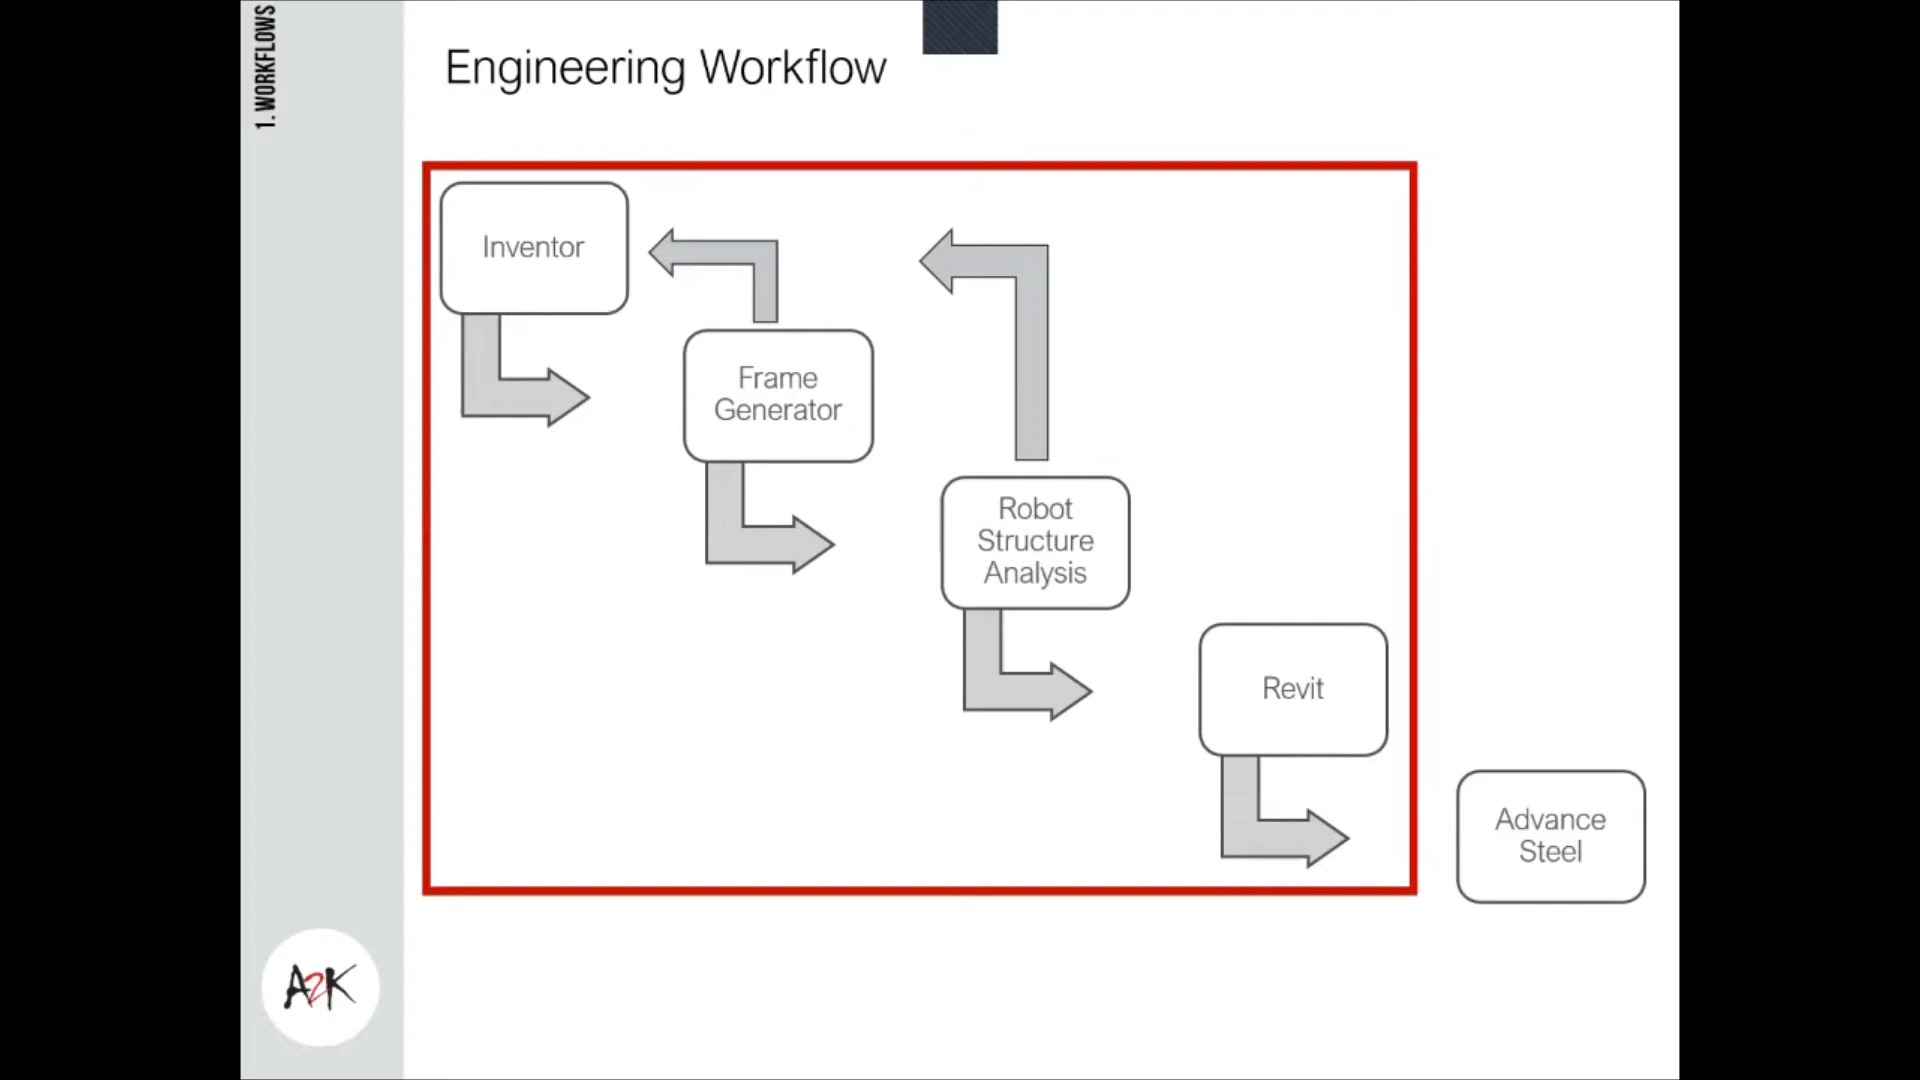 1. WORKFLOWS
Engineering Workflow
Inventor
Frame
Generator
Robot
Structure
Analysis
Revit
Advance
Steel
A2K